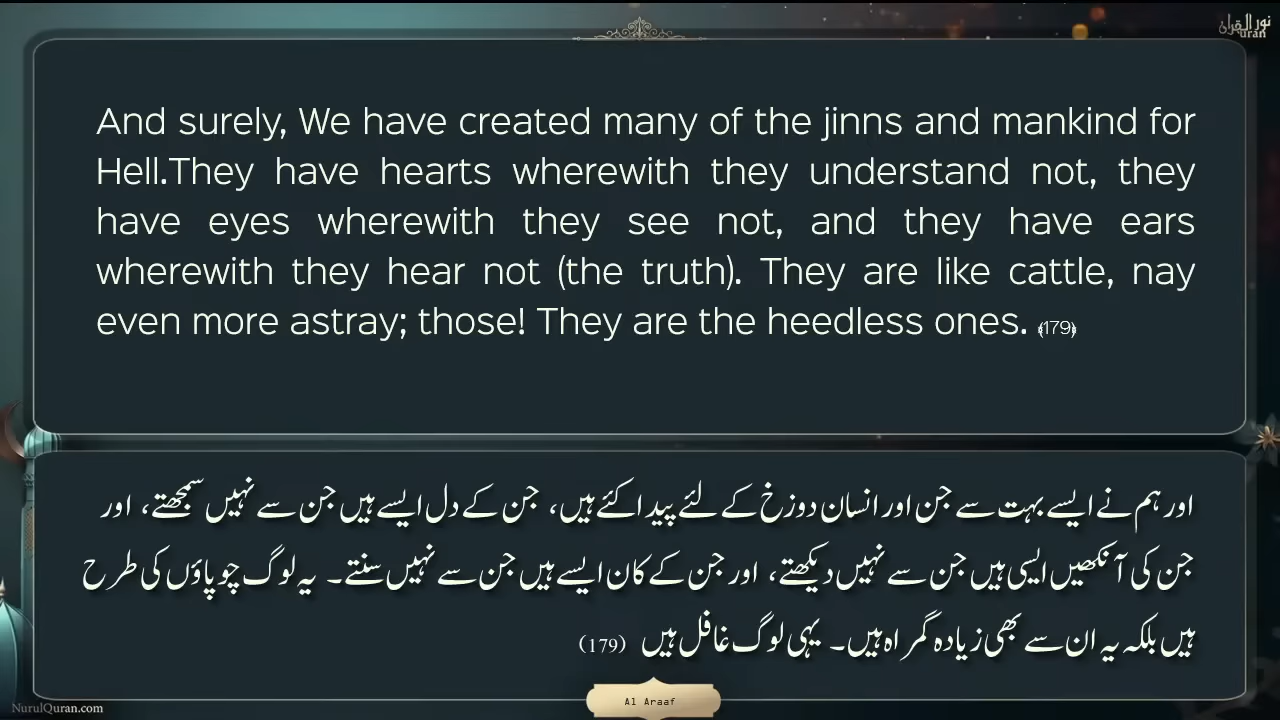 نور القرآن
uran
And surely, We have created many of the jinns and mankind for
Hell.They have hearts wherewith they understand not, they
have eyes wherewith they see not, and they have ears
wherewith they hear not (the truth). They are like cattle, nay
even more astray; those! They are the heedless ones. ﴾179﴿
اور ہم نے ایسے بہت سے جن اور انسان دوزخ کے لئے پیدا کئے ہیں، جن کے دل ایسے ہیں جن سے نہیں سمجھتے، اور
جن کی آنکھیں ایسی ہیں جن سے نہیں دیکھتے، اور جن کے کان ایسے ہیں جن سے نہیں سنتے۔ یہ لوگ چوپاؤں کی طرح
ہیں بلکہ یہ ان سے بھی زیادہ گمراه ہیں۔ یہی لوگ غافل ہیں (179)
Al Araaf
NurulQuran.com